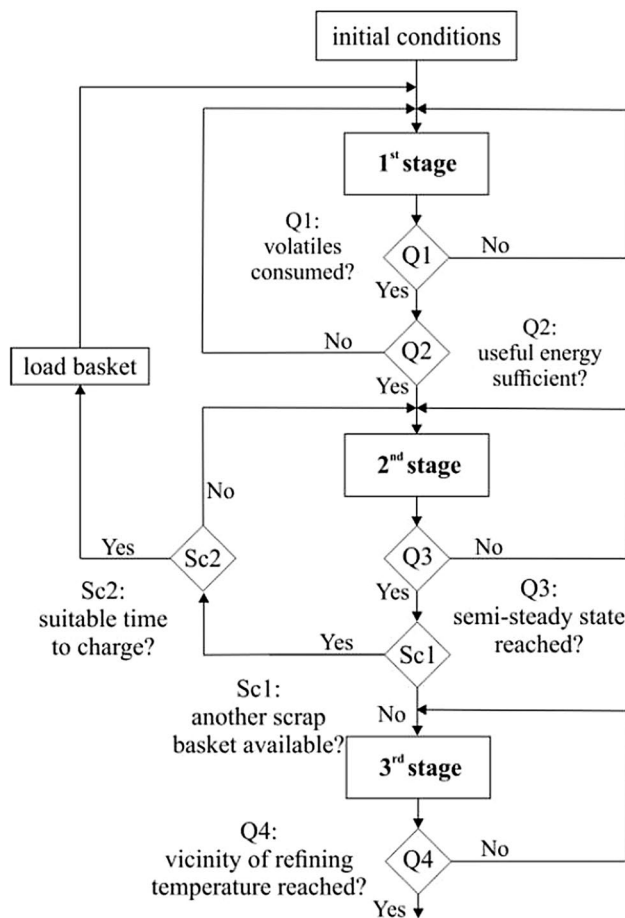 initial conditions
1st stage
Q1:
volatiles
consumed?
Q1
No
Yes
Q2:
useful energy
sufficient?
No
Q2
Yes
load basket
2nd stage
No
Yes
Sc2
Q3
No
Yes
Sc2:
suitable time
to charge?
Q3:
semi-steady state
reached?
Yes
Sc1
Sc1:
another scrap
basket available?
No
3rd stage
Q4:
vicinity of refining
temperature reached?
Q4
No
Yes